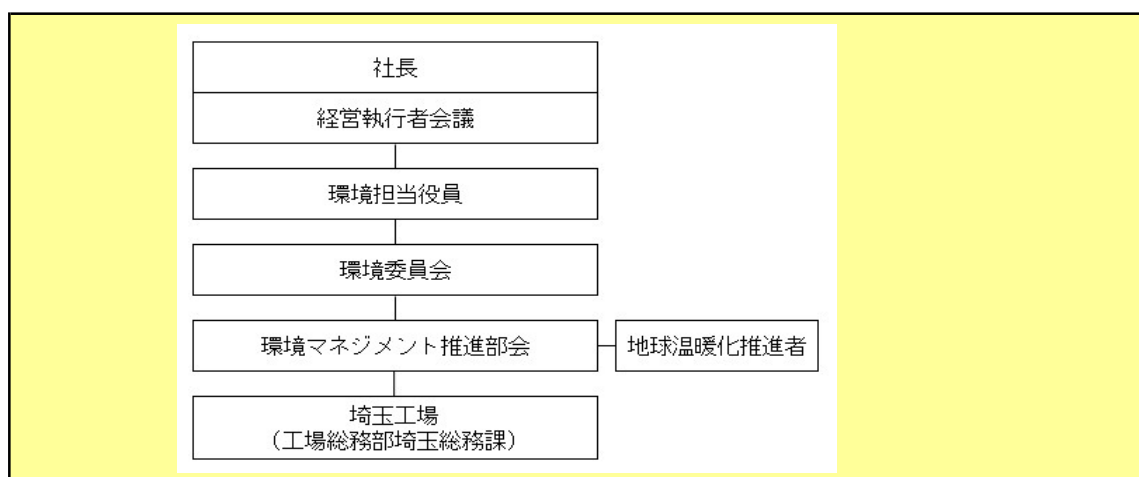 社長
経営執行者会議
環境担当役員
環境委員会
環境マネジメント推進部会
地球温暖化推進者
埼玉工場
（工場総務部埼玉総務課）